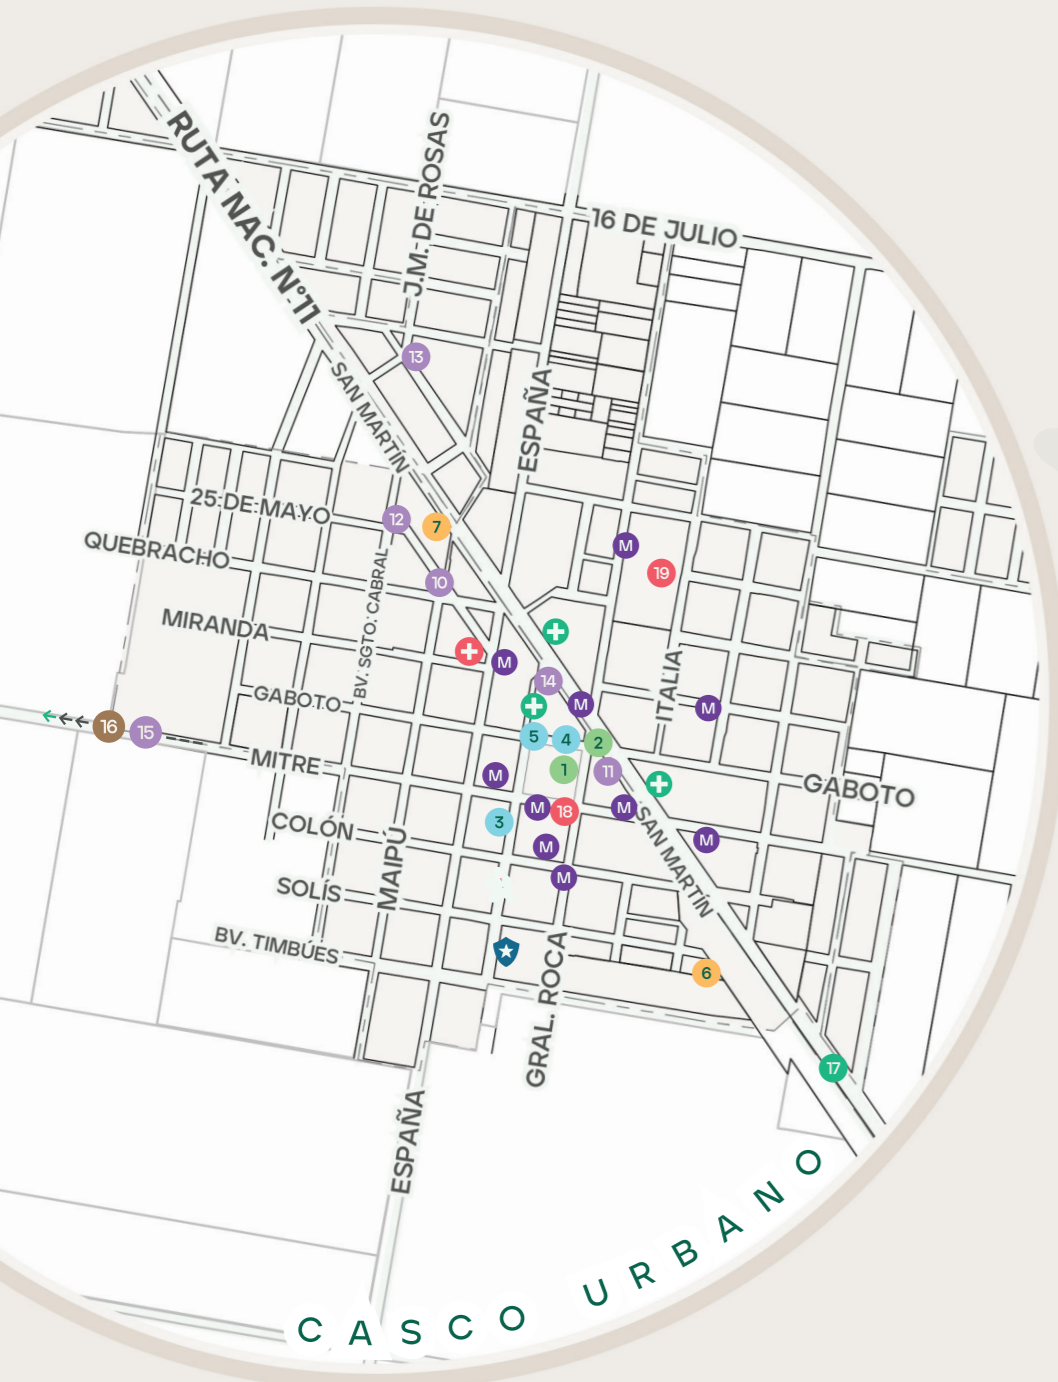 RUTA NAC. N°11
J.M. DE ROSAS
16 DE JULIO
13
SAN MARTÍN
ESPAÑA
25 DE MAYO
12
7
QUEBRACHO
M
19
10
BV. SGTO. CABRAL
MIRANDA
M
ITALIA
14
GABOTO
M
M
16
15
5
4
2
MITRE
M
1
11
GABOTO
M
18
M
3
SAN MARTÍN
COLÓN
M
M
MAIPÚ
M
SOLÍS
BV. TIMBÚES
6
GRAL. ROCA
17
ESPAÑA
CASCO URBANO